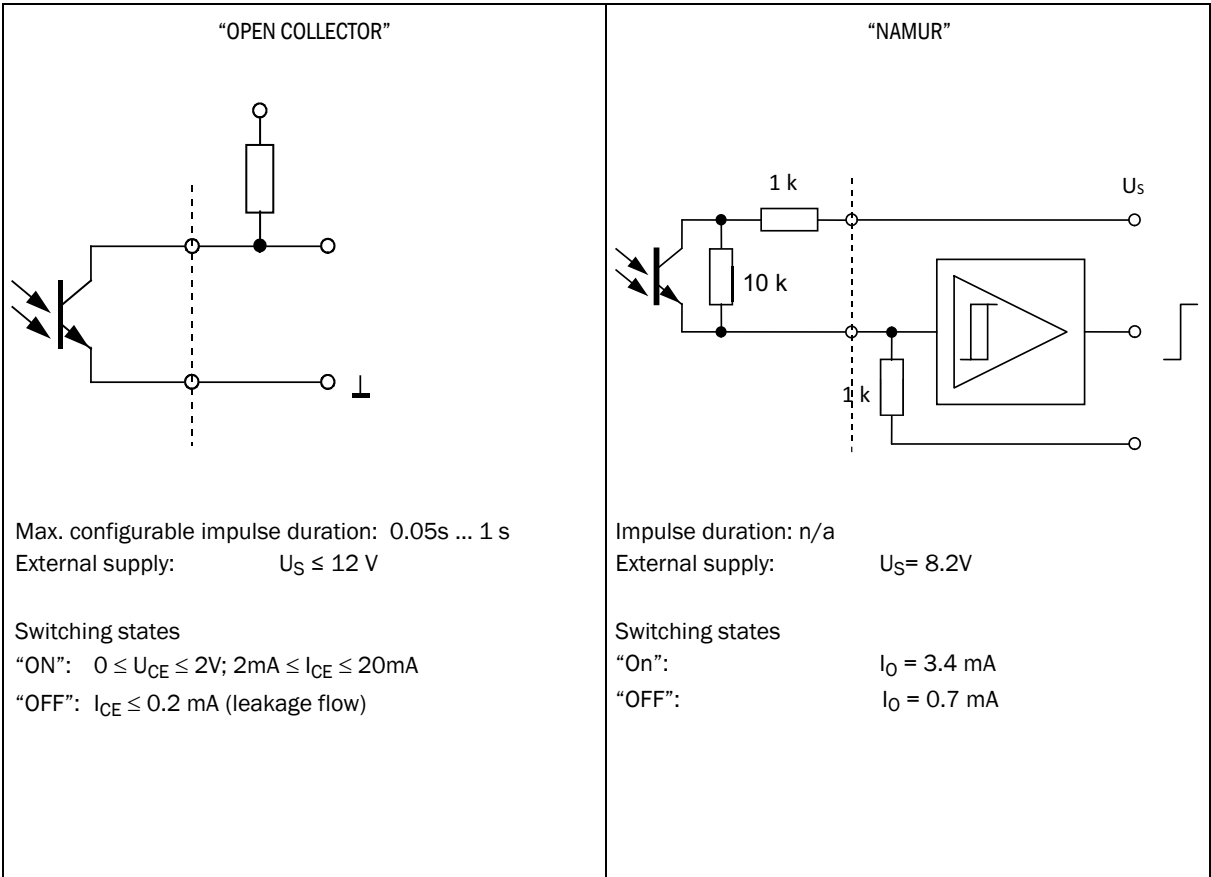 “OPEN COLLECTOR”
Max. configurable impulse duration: 0.05s ... 1 s
External supply: US ≤ 12 V
Switching states
“ON”: 0 ≤ UCE ≤ 2V; 2mA ≤ ICE ≤ 20mA
“OFF”: ICE ≤ 0.2 mA (leakage flow)
“NAMUR”
1 k
Us
10 k
1 k
Impulse duration: n/a
External supply: US= 8.2V
Switching states
“On”: IO = 3.4 mA
“OFF”: IO = 0.7 mA